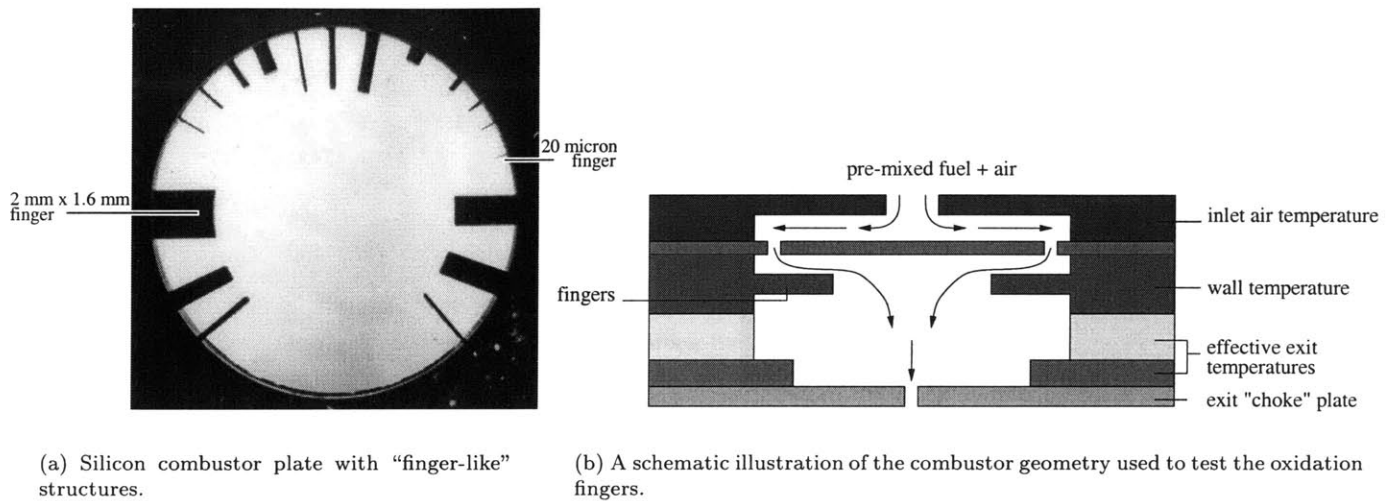 20 micron
finger
2 mm x 1.6 mm
finger
pre-mixed fuel + air
inlet air temperature
fingers
wall temperature
effective exit
temperatures
exit "choke" plate
(a) Silicon combustor plate with “finger-like”
structures.
(b) A schematic illustration of the combustor geometry used to test the oxidation
fingers.